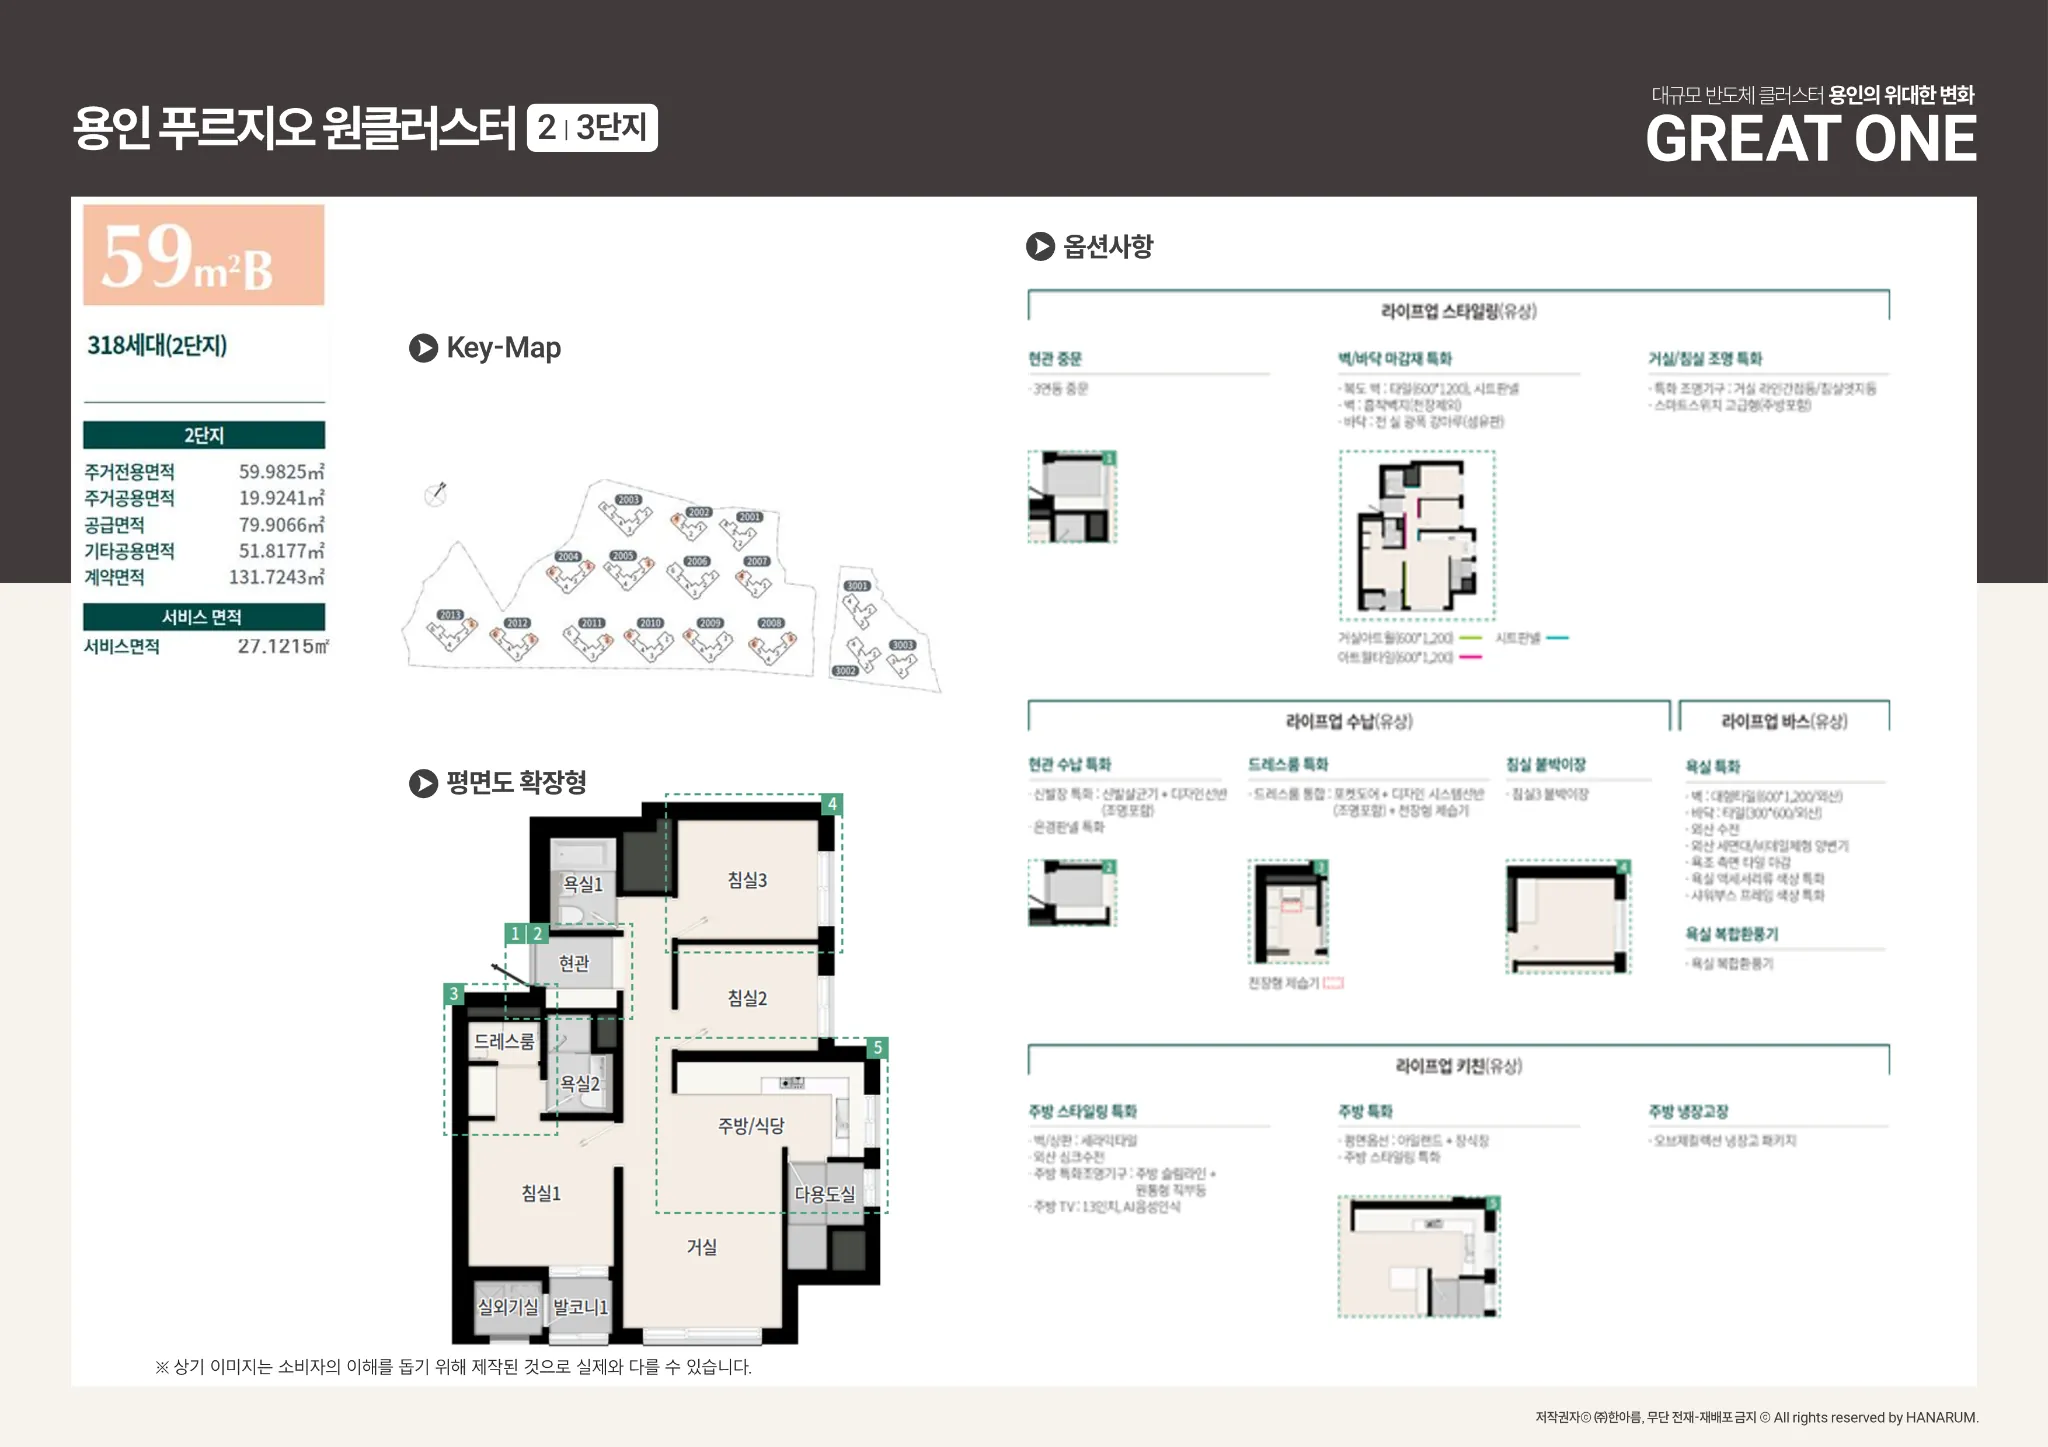 용인 푸르지오 원클러스터 2 | 3단지
대규모 반도체 클러스터 용인의 위대한 변화
GREAT ONE
59m²B
318세대(2단지)
2단지
주거전용면적 59.9825㎡
주거공용면적 19.9241㎡
공급면적 79.9066㎡
기타공용면적 51.8177㎡
계약면적 131.7243㎡
서비스 면적
서비스면적 27.1215㎡
Key-Map
2003
2002
2001
2004
2005
2006
2007
2013
2012
2011
2010
2009
2008
3001
3002
3003
평면도 확장형
4
침실3
욕실1
1 2
현관
침실2
3
드레스룸
욕실2
5
주방/식당
다용도실
침실1
거실
실외기실
발코니1
※ 상기 이미지는 소비자의 이해를 돕기 위해 제작된 것으로 실제와 다를 수 있습니다.
옵션사항
라이프업 스타일링(유상)
현관 중문
· 3연동 중문
1
벽/바닥 마감재 특화
· 복도 벽 : 타일(600*1200), 시트판넬
· 벽 : 흡착벽지(천장제외)
· 바닥 : 전 실 광폭 강마루(섬유판)
거실아트월(600*1,200)
시트판넬
아트월타일(600*1,200)
거실/침실 조명 특화
· 특화 조명기구 : 거실 라인간접등/침실엣지등
· 스마트스위치 고급형(주방포함)
라이프업 수납(유상)
현관 수납 특화
· 신발장 특화 : 신발살균기 + 디자인선반
(조명포함)
· 은경판넬 특화
2
드레스룸 특화
· 드레스룸 통합 : 포켓도어 + 디자인 시스템선반
(조명포함) + 천장형 제습기
3
천장형 제습기
침실 붙박이장
· 침실3 붙박이장
4
라이프업 바스(유상)
욕실 특화
· 벽 : 대형타일(600*1,200/외산)
· 바닥 : 타일(300*600/외산)
· 외산 수전
· 외산 세면대/비데일체형 양변기
· 욕조 측면 타일 마감
· 욕실 액세서리류 색상 특화
· 샤워부스 프레임 색상 특화
욕실 복합환풍기
· 욕실 복합환풍기
라이프업 키친(유상)
주방 스타일링 특화
· 벽/상판 : 세라믹타일
· 외산 싱크수전
· 주방 특화조명기구 : 주방 슬림라인 +
원통형 직부등
· 주방 TV : 13인치, AI음성인식
주방 특화
· 평면옵션 : 아일랜드 + 장식장
· 주방 스타일링 특화
5
주방 냉장고장
· 오브제컬렉션 냉장고 패키지
저작권자ⓒ ㈜한아름, 무단 전재-재배포 금지 ⓒ All rights reserved by HANARUM.